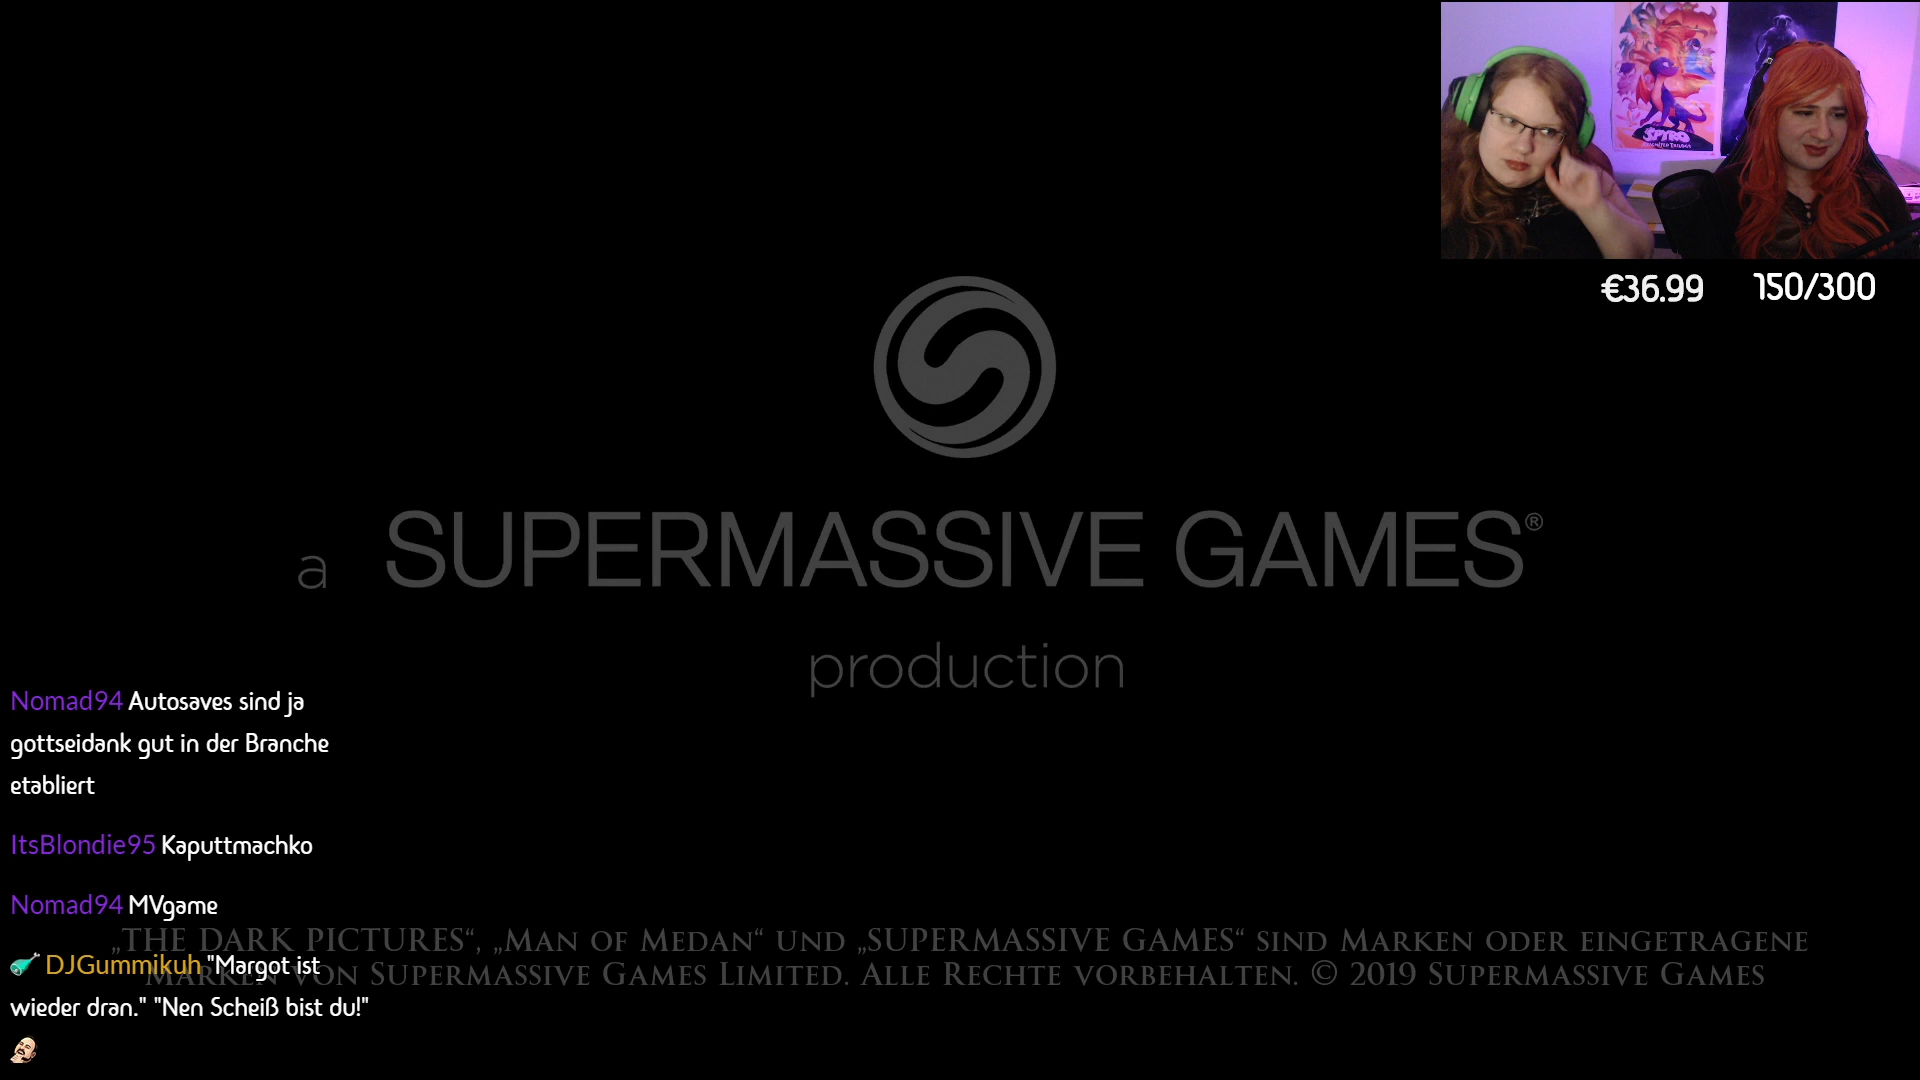 SPYRO
€36.99 150/300
a SUPERMASSIVE GAMES®
production
Nomad94 Autosaves sind ja
gottseidank gut in der Branche
etabliert
ItsBlondie95 Kaputtmachko
Nomad94 MVgame
„THE DARK PICTURES“, „MAN OF MEDAN“ UND „SUPERMASSIVE GAMES“ SIND MARKEN ODER EINGETRAGENE
MARKEN VON SUPERMASSIVE GAMES LIMITED. ALLE RECHTE VORBEHALTEN. © 2019 SUPERMASSIVE GAMES
DJGummikuh "Margot ist
wieder dran." "Nen Scheiß bist du!"